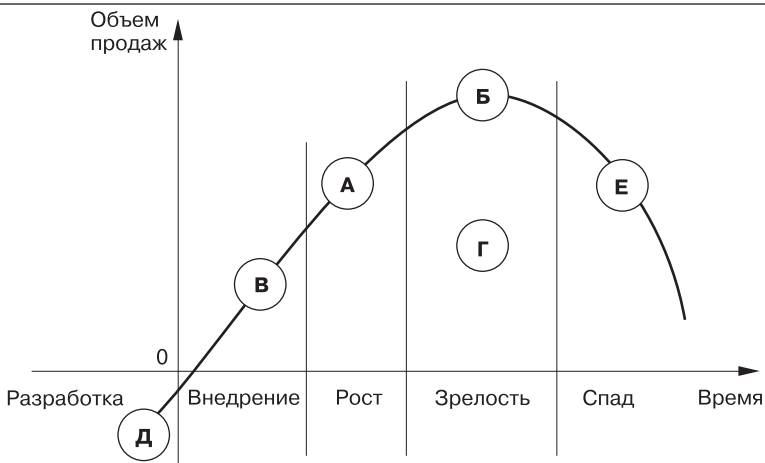 Объем
продаж
Б
А
Е
Г
В
0
Разработка Внедрение Рост Зрелость Спад Время
Д